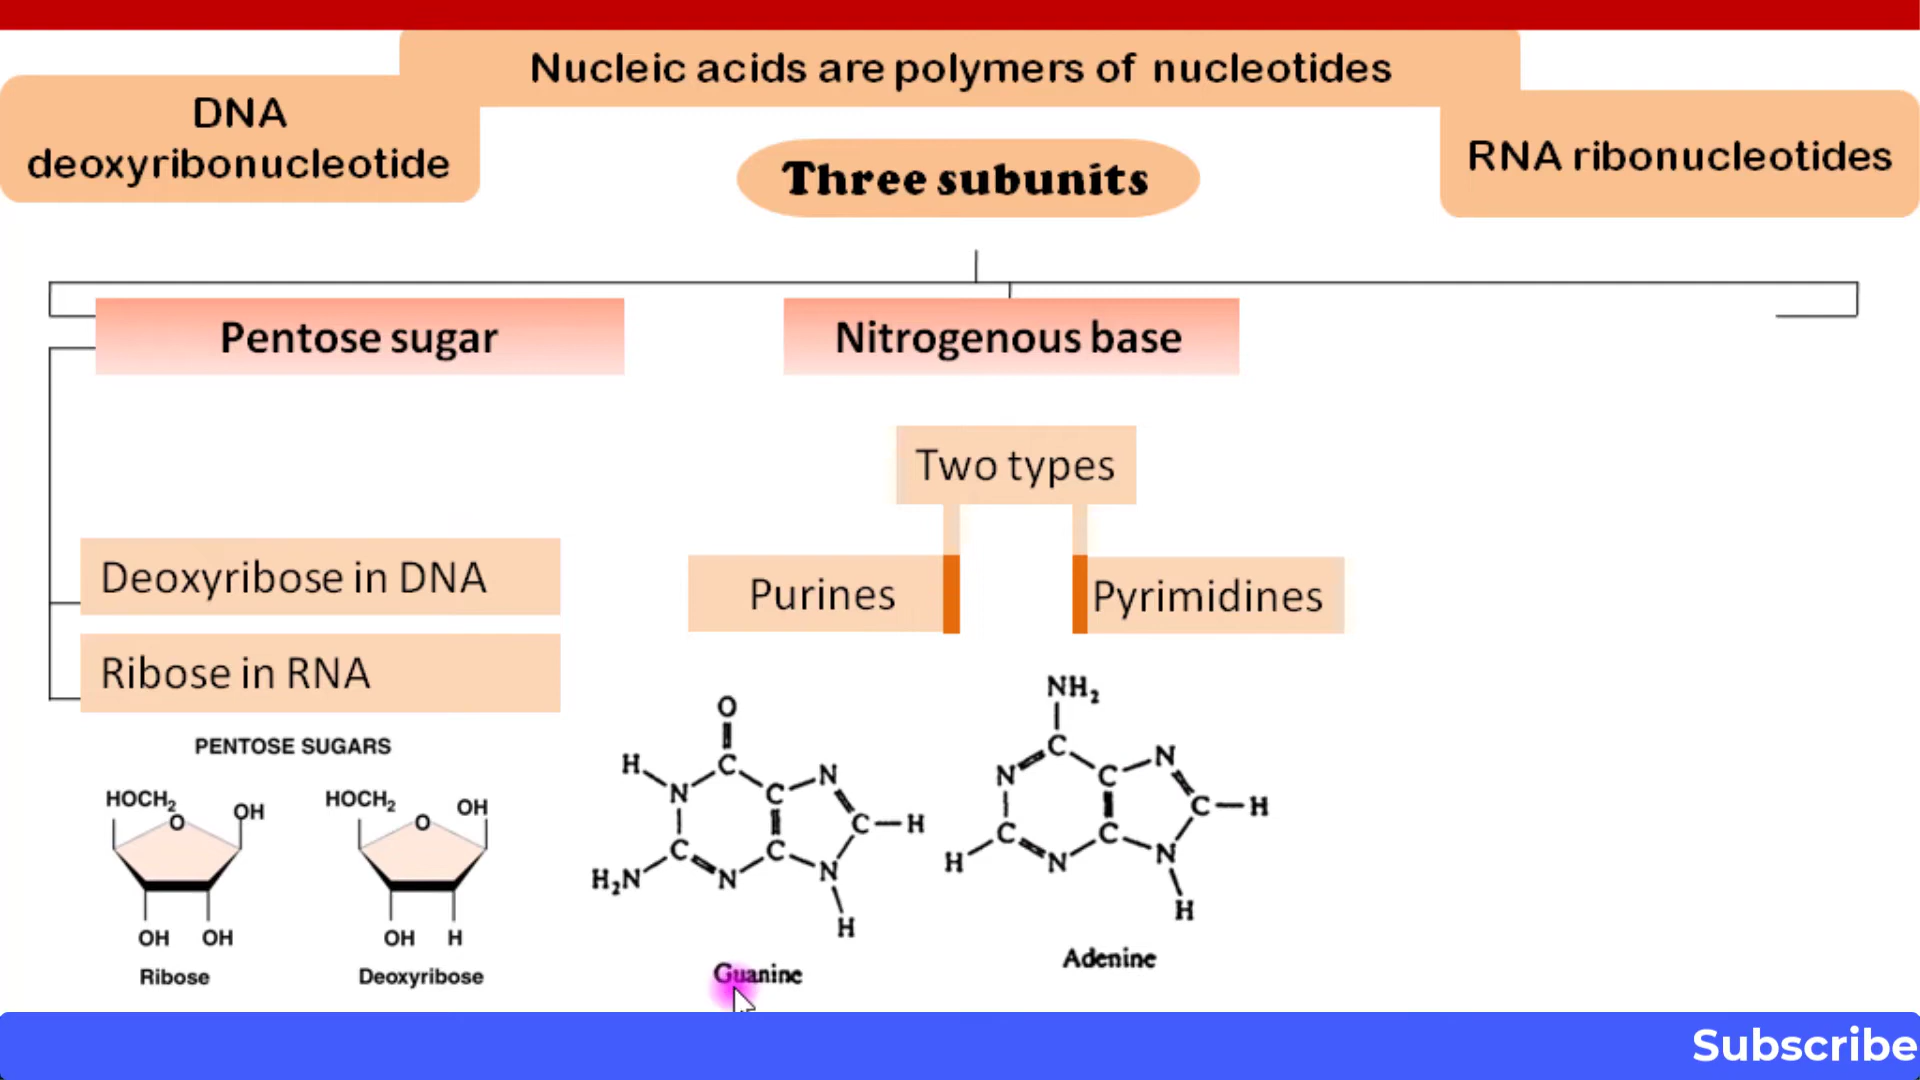 Nucleic acids are polymers of nucleotides
DNA
deoxyribonucleotide
RNA ribonucleotides
Three subunits
Pentose sugar
Nitrogenous base
Two types
Purines
Pyrimidines
Deoxyribose in DNA
Ribose in RNA
PENTOSE SUGARS
HOCH₂
O
OH
OH
OH
Ribose
HOCH₂
O
OH
OH
H
Deoxyribose
O
H
C
N
N
C
C
H
C
C
H₂N
N
N
H
Guanine
NH₂
C
N
N
C
C
H
C
C
H
N
N
H
Adenine
Subscribe